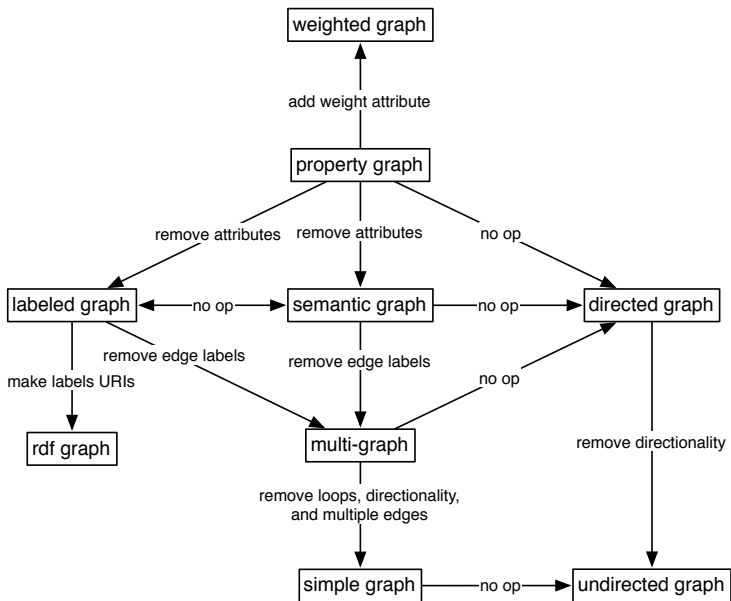 weighted graph
add weight attribute
property graph
remove attributes
remove attributes
no op
labeled graph
no op
semantic graph
no op
directed graph
remove edge labels
remove edge labels
no op
make labels URIs
rdf graph
multi-graph
remove directionality
remove loops, directionality,
and multiple edges
simple graph
no op
undirected graph